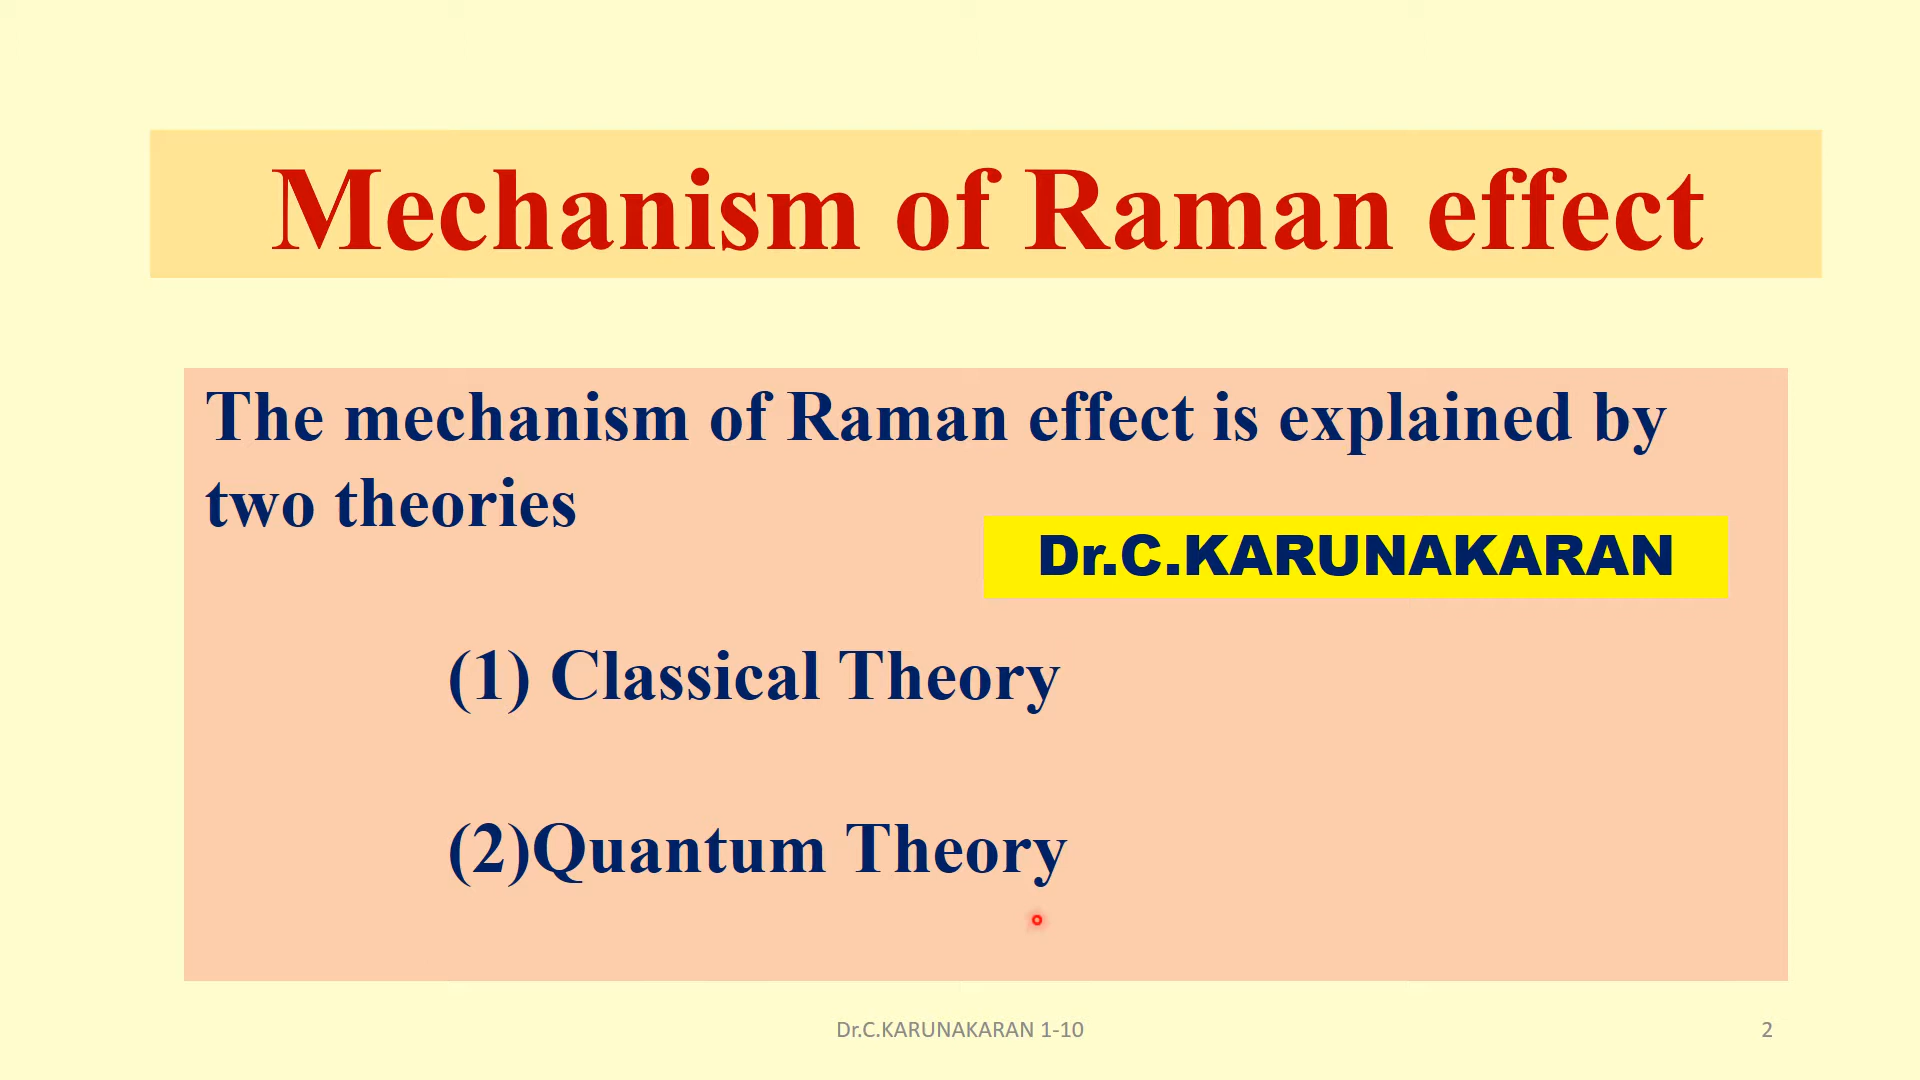 Mechanism of Raman effect
The mechanism of Raman effect is explained by
two theories
Dr.C.KARUNAKARAN
(1) Classical Theory
(2)Quantum Theory
Dr.C.KARUNAKARAN 1-10
2